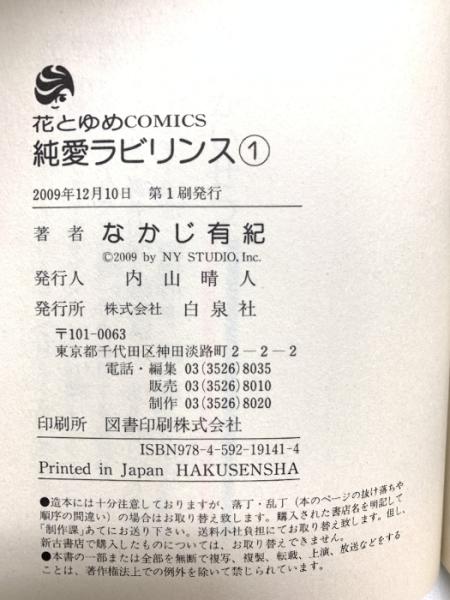 花とゆめCOMICS
純愛ラビリンス①
2009年12月10日 第1刷発行
著者 なかじ有紀
©2009 by NY STUDIO, Inc.
発行人 内山晴人
発行所 株式会社 白泉社
〒101-0063
東京都千代田区神田淡路町2-2-2
電話・編集 03(3526)8035
販売 03(3526)8010
制作 03(3526)8020
印刷所 図書印刷株式会社
ISBN978-4-592-19141-4
Printed in Japan HAKUSENSHA
●造本には十分注意しておりますが、落丁・乱丁(本のページの抜け落ちや
順序の間違い)の場合はお取り替え致します。購入された書店名を明記して
「制作課」あてにお送り下さい。送料小社負担にてお取り替え致します。但し、
新古書店で購入したものについては、お取り替えできません。
●本書の一部または全部を無断で複写、複製、転載、上演、放送などをする
ことは、著作権法上での例外を除いて禁じられています。